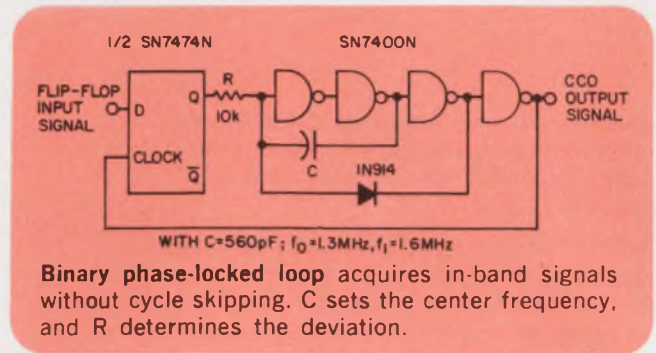 1/2 SN7474N SN7400N
FLIP-FLOP
INPUT
SIGNAL
D
Q
R
10k
CLOCK
Q̅
C
1N914
CCO
OUTPUT
SIGNAL
WITH C=560pF; f₀=1.3MHz, f₁=1.6MHz
Binary phase-locked loop acquires in-band signals
without cycle skipping. C sets the center frequency,
and R determines the deviation.